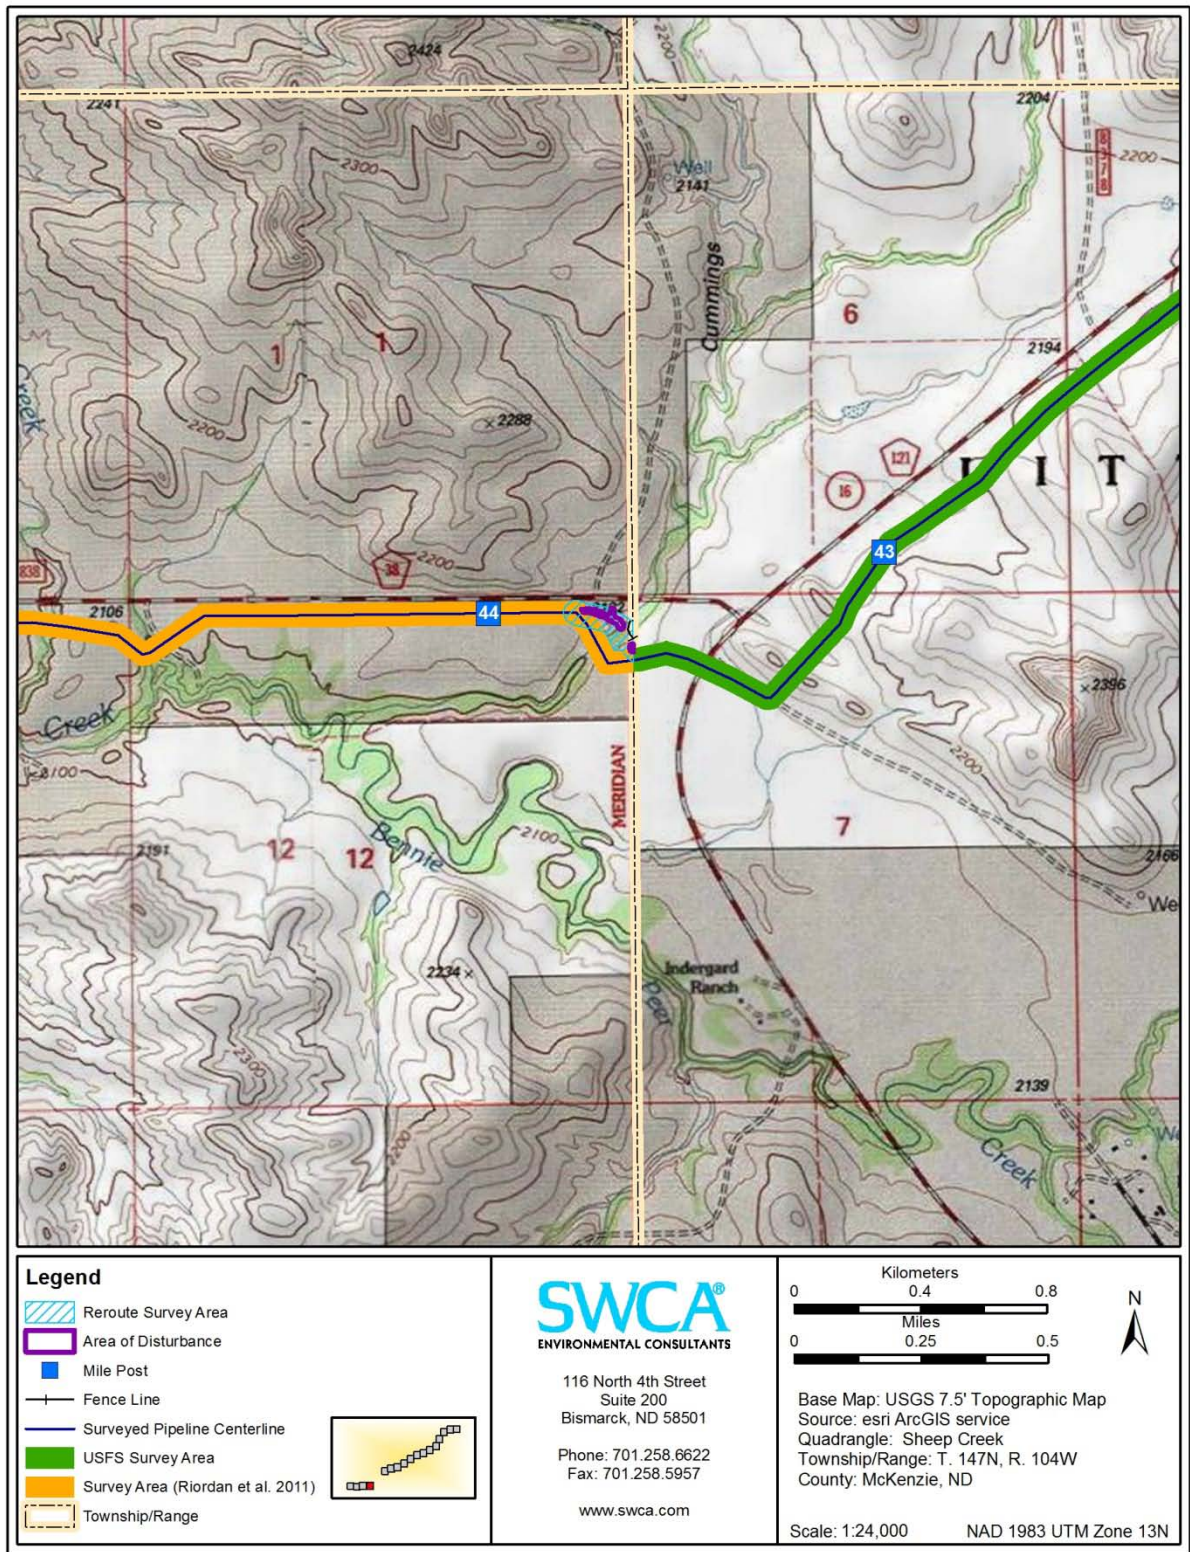 2424
2200
2241
2204
2300
Well
2141
8578
2200
Cummings
Creek
1
1
6
2194
2200
2288
121
16
I T
43
838
38
2200
2106
44
2396
Creek
2200
2100
MERIDIAN
7
2100
Bennie
12
12
2191
2166
We
2234
Indergard
Ranch
Peer
2300
2139
2200
Creek
We
Legend
Reroute Survey Area
Area of Disturbance
Mile Post
Fence Line
Surveyed Pipeline Centerline
USFS Survey Area
Survey Area (Riordan et al. 2011)
Township/Range
SWCA®
ENVIRONMENTAL CONSULTANTS
116 North 4th Street
Suite 200
Bismarck, ND 58501
Phone: 701.258.6622
Fax: 701.258.5957
www.swca.com
Kilometers
0 0.4 0.8
Miles
0 0.25 0.5
N
Base Map: USGS 7.5' Topographic Map
Source: esri ArcGIS service
Quadrangle: Sheep Creek
Township/Range: T. 147N, R. 104W
County: McKenzie, ND
Scale: 1:24,000 NAD 1983 UTM Zone 13N